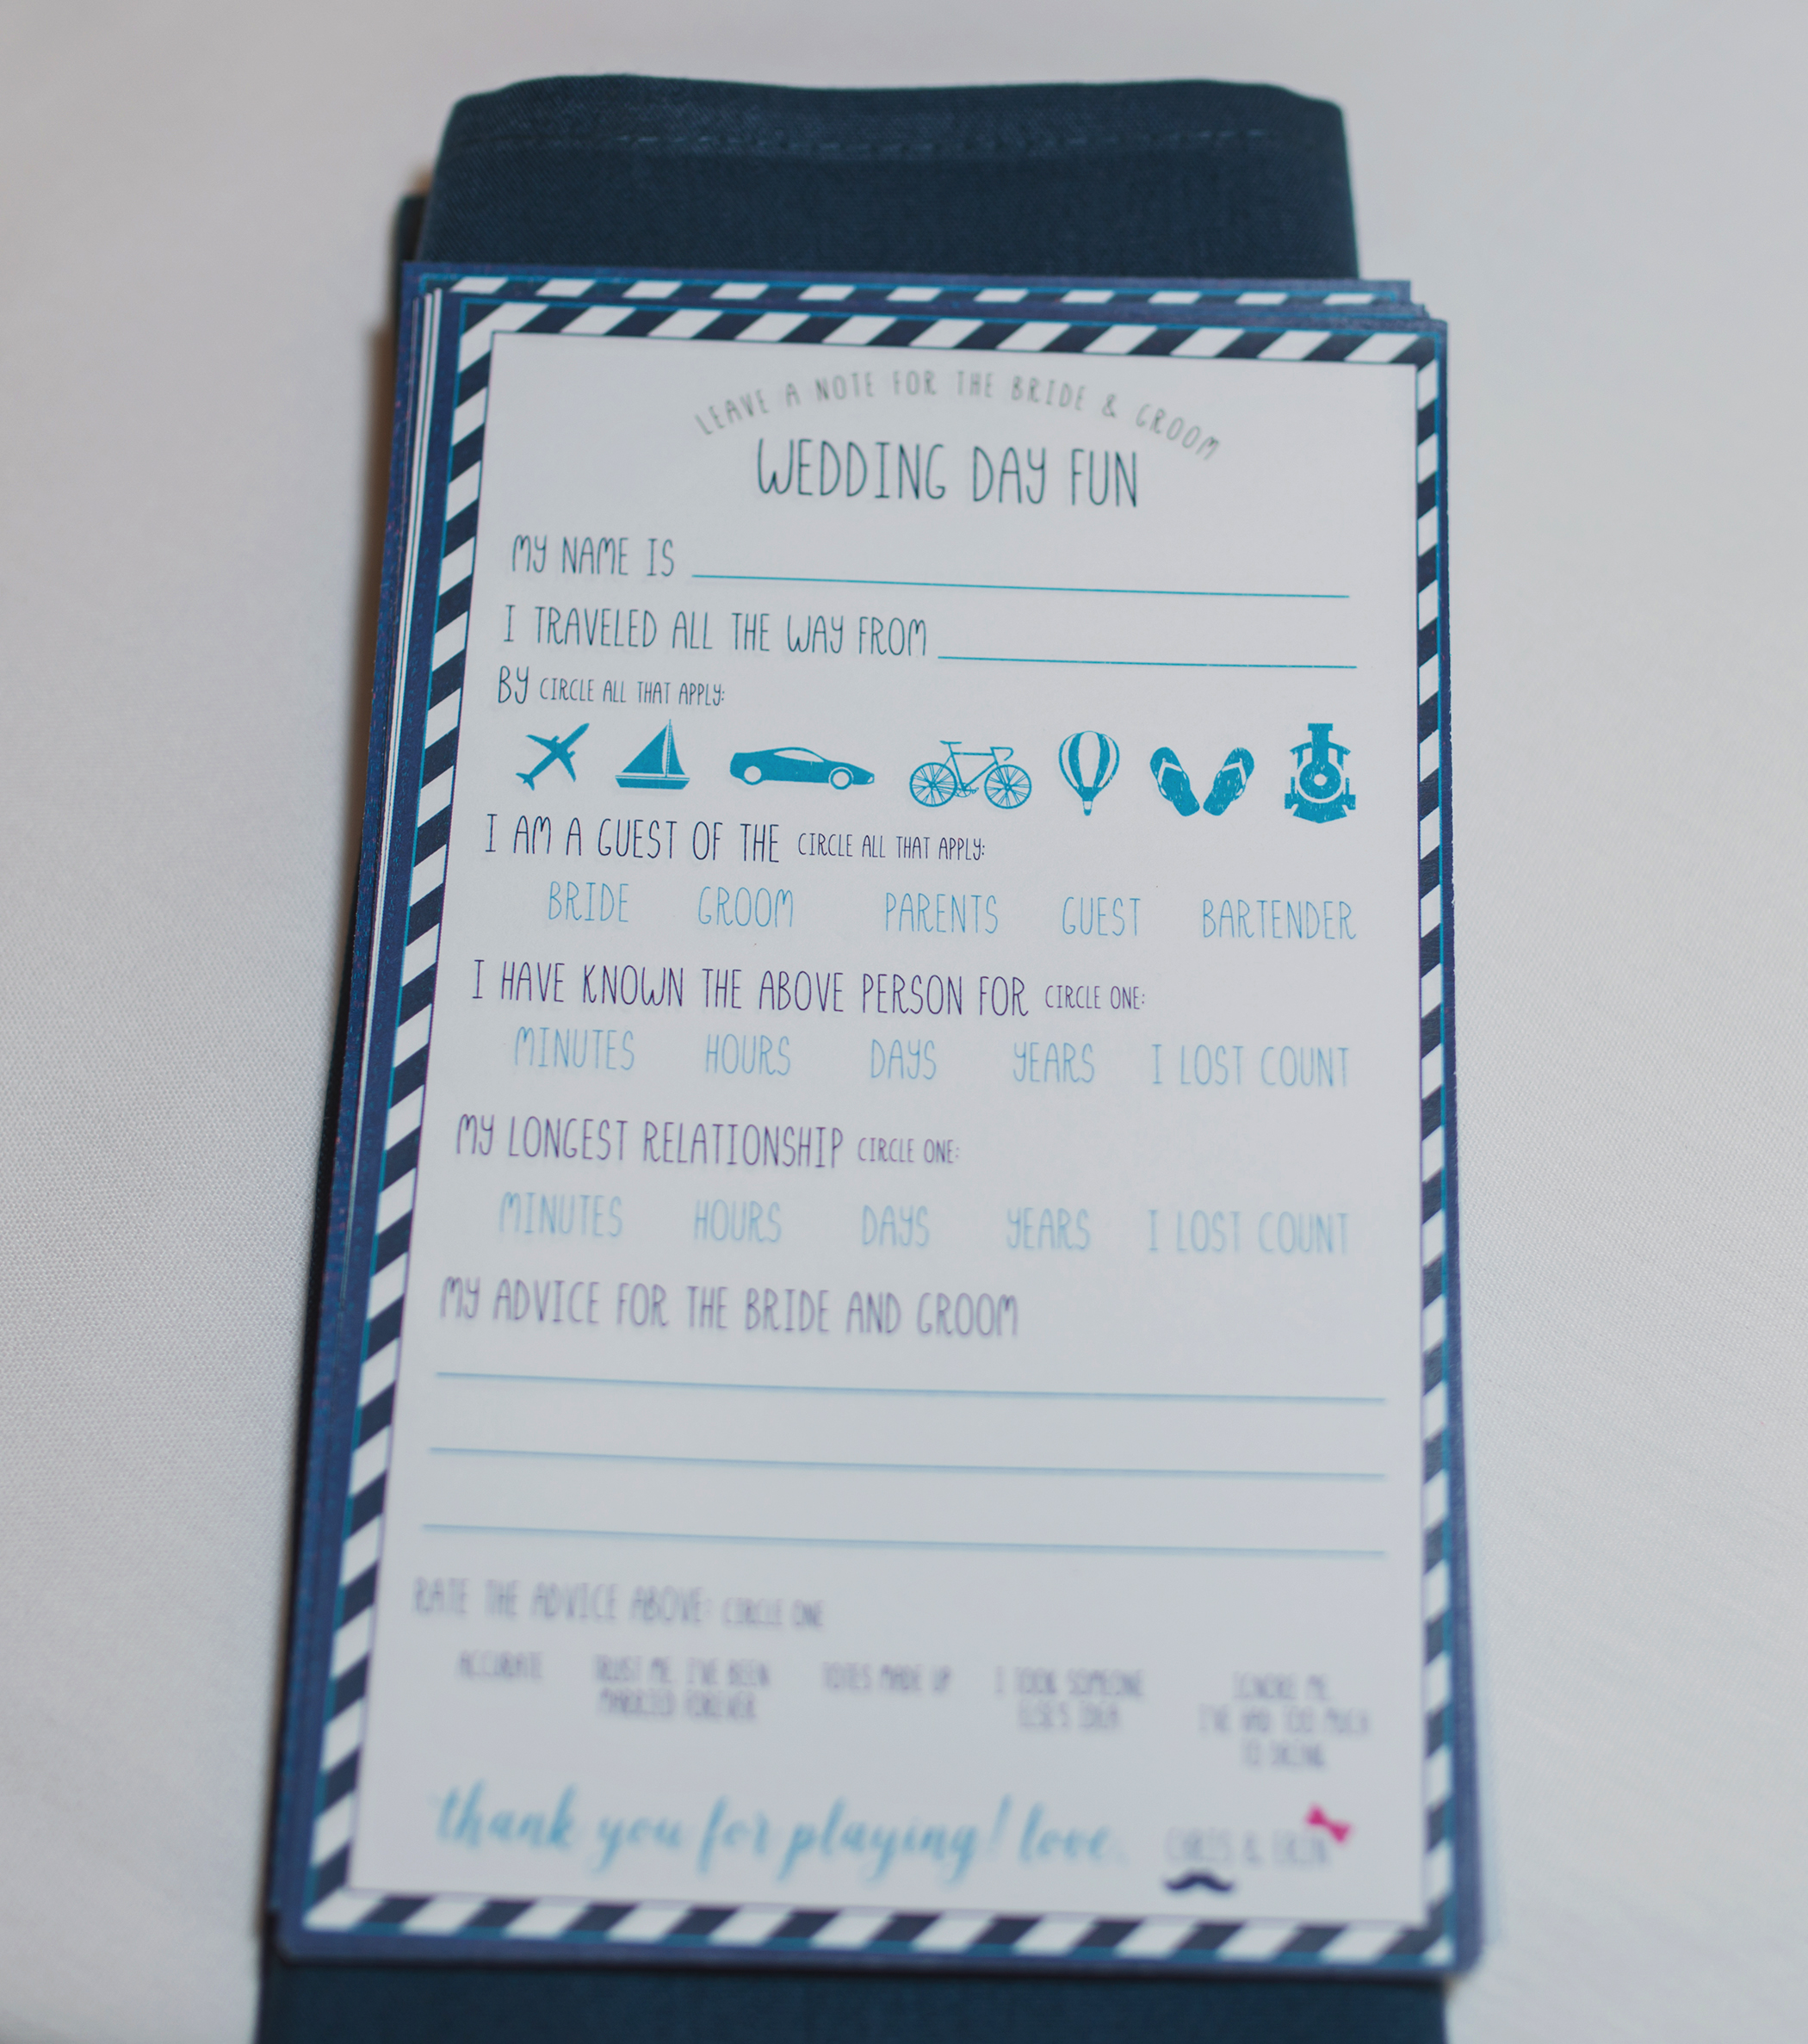 LEAVE A NOTE FOR THE BRIDE & GROOM
WEDDING DAY FUN
MY NAME IS
I TRAVELED ALL THE WAY FROM
BY CIRCLE ALL THAT APPLY:
I AM A GUEST OF THE CIRCLE ALL THAT APPLY:
BRIDE GROOM PARENTS GUEST BARTENDER
I HAVE KNOWN THE ABOVE PERSON FOR CIRCLE ONE:
MINUTES HOURS DAYS YEARS I LOST COUNT
MY LONGEST RELATIONSHIP CIRCLE ONE:
MINUTES HOURS DAYS YEARS I LOST COUNT
MY ADVICE FOR THE BRIDE AND GROOM
RATE THE ADVICE ABOVE: CIRCLE ONE
ACCURATE TRUST ME, I'VE BEEN TOTES MADE UP I TOOK SOMEONE IGNORE ME,
MARRIED FOREVER ELSES IDEA I'VE HAD TOO MUCH
TO DRINK
thank you for playing! love, CHRIS & ERIN